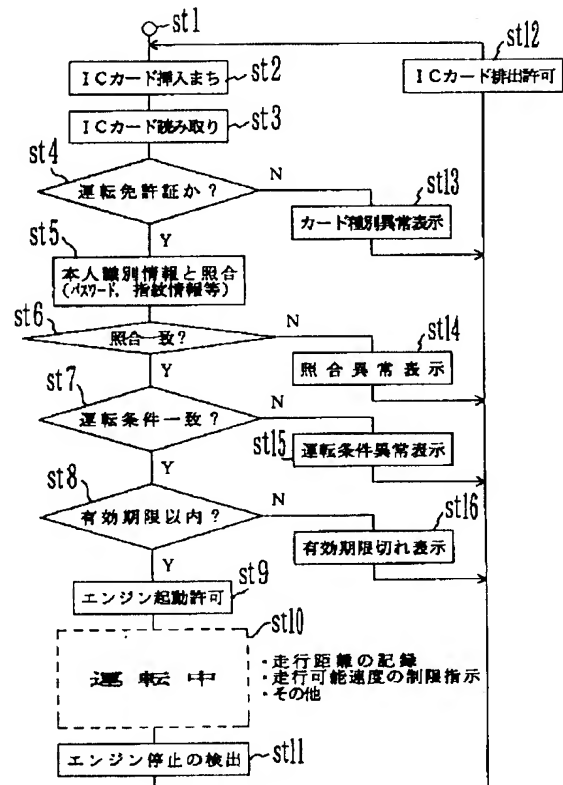 st1
st12
ICカード挿入まち
st2
ICカード排出許可
ICカード読み取り
st3
st4
運転免許証か?
N
st13
カード種別異常表示
Y
st5
本人識別情報と照合
(パスワード, 指紋情報等)
st6
照合一致?
N
st14
照合異常表示
Y
st7
運転条件一致?
N
st15
運転条件異常表示
Y
st8
有効期限以内?
N
st16
有効期限切れ表示
Y
st9
エンジン起動許可
st10
運転中
・走行距離の記録
・走行可能速度の制限指示
・その他
エンジン停止の検出
st11